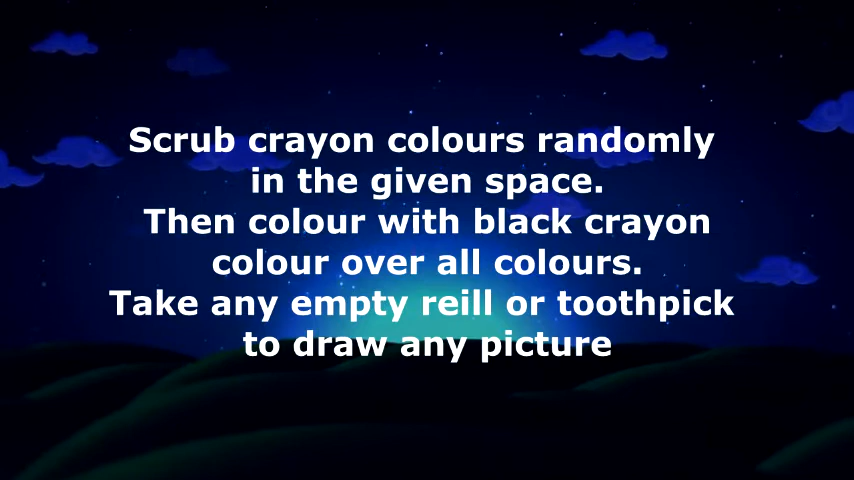 Scrub crayon colours randomly
in the given space.
Then colour with black crayon
colour over all colours.
Take any empty reill or toothpick
to draw any picture